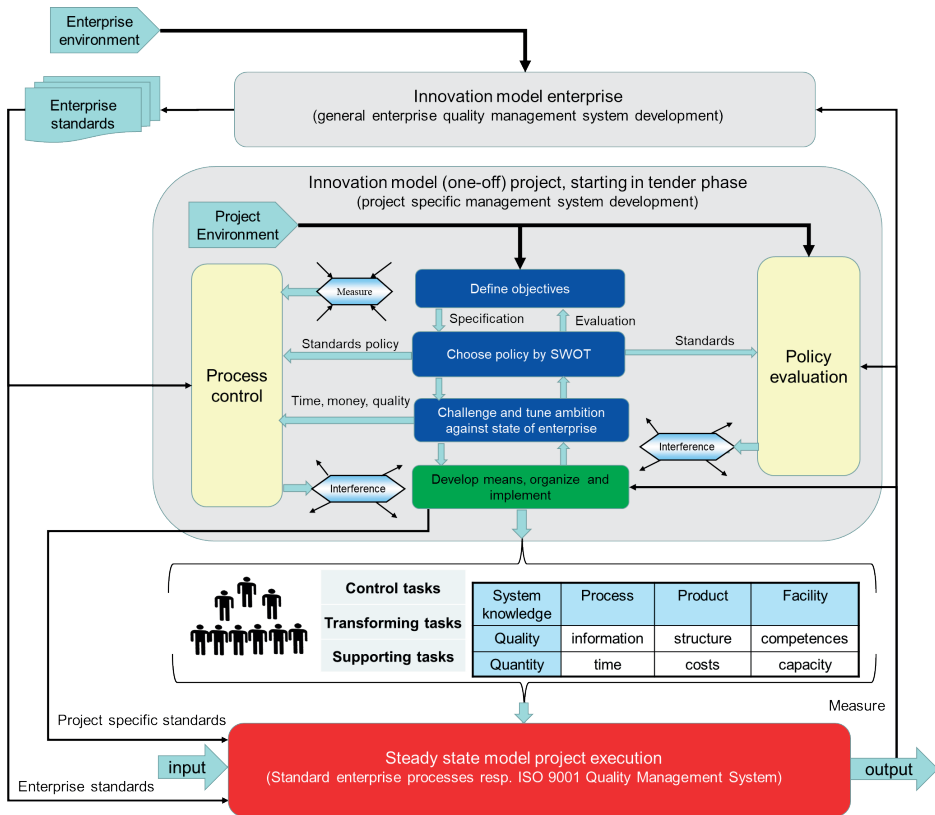 Enterprise
environment
Innovation model enterprise
(general enterprise quality management system development)
Enterprise
standards
Innovation model (one-off) project, starting in tender phase
(project specific management system development)
Project
Environment
Measure
Define objectives
Specification
Evaluation
Standards policy
Choose policy by SWOT
Standards
Process
control
Policy
evaluation
Time, money, quality
Challenge and tune ambition
against state of enterprise
Interference
Interference
Develop means, organize and
implement
Control tasks
Transforming tasks
Supporting tasks
System
knowledge
Process
Product
Facility
Quality
information
structure
competences
Quantity
time
costs
capacity
Project specific standards
Measure
input
Steady state model project execution
(Standard enterprise processes resp. ISO 9001 Quality Management System)
output
Enterprise standards